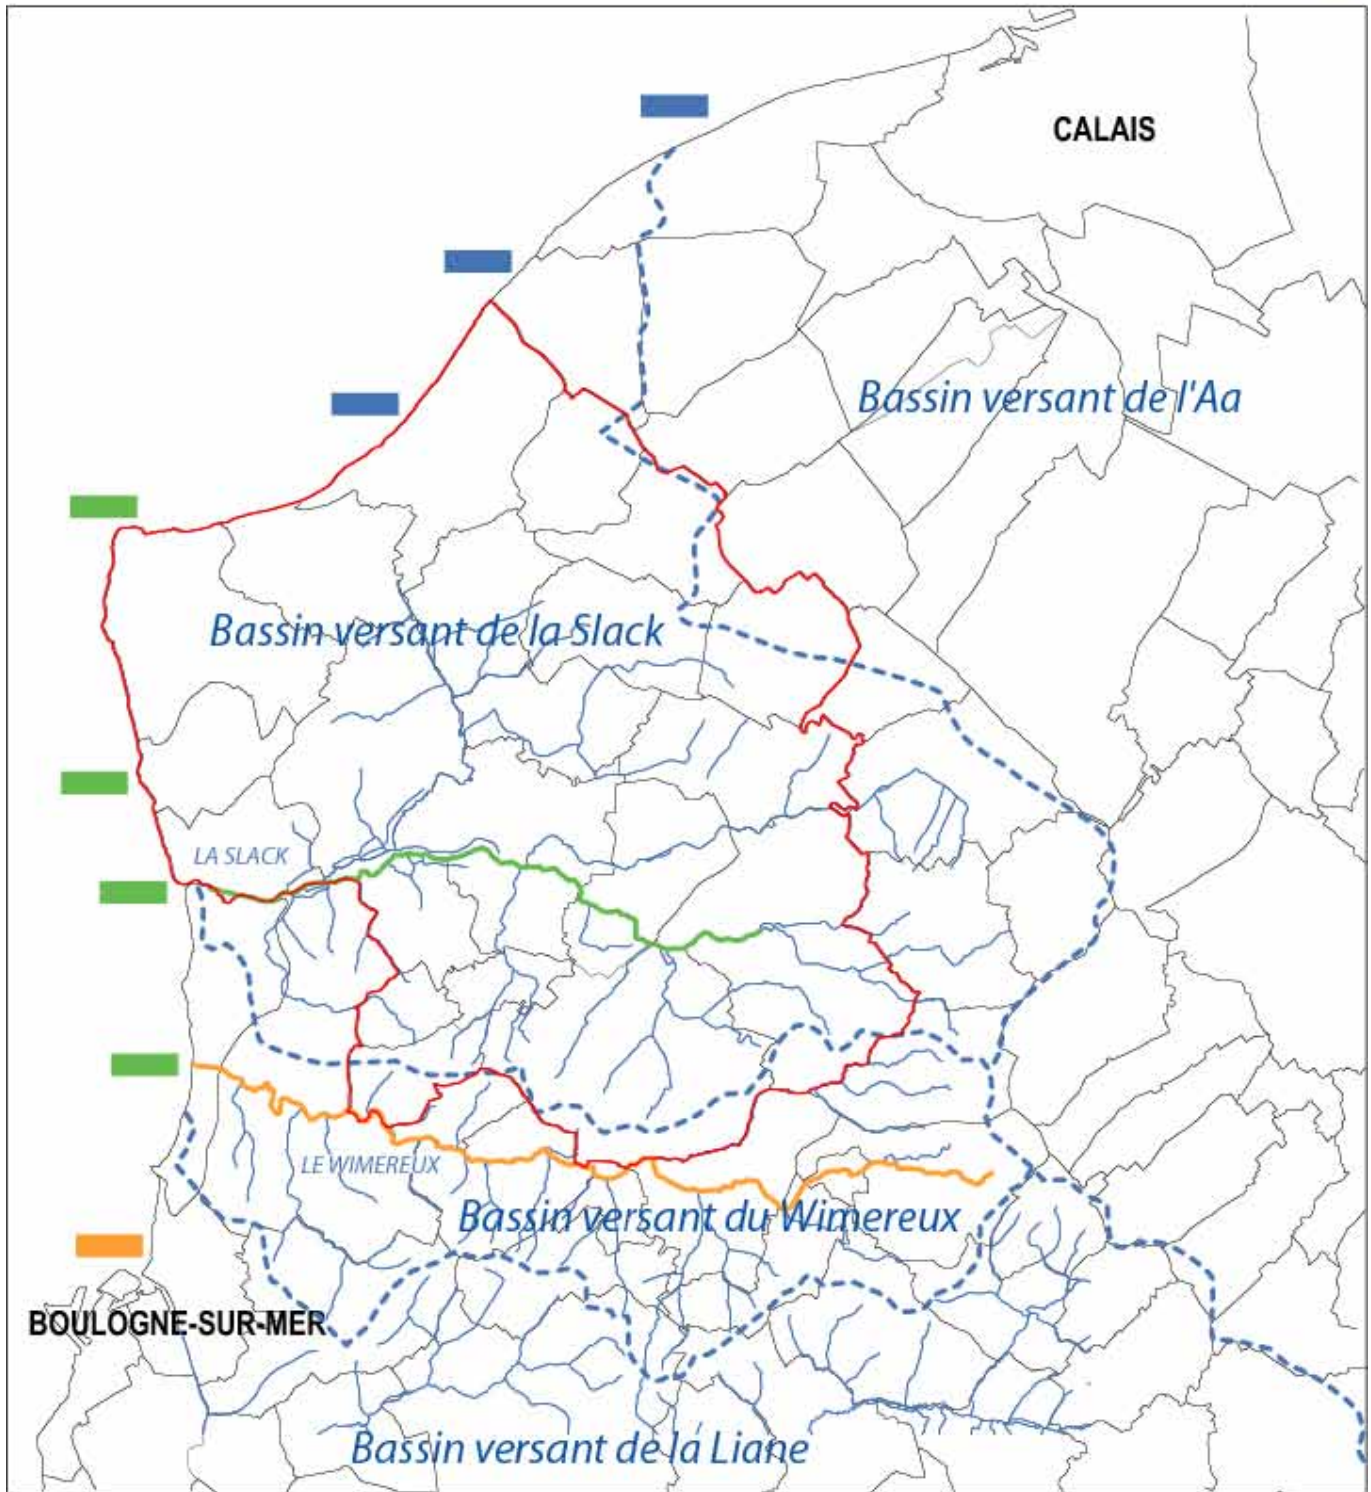 CALAIS
Bassin versant de l'Aa
Bassin versant de la Slack
LA SLACK
LE WIMEREUX
Bassin versant du Wimereux
BOULOGNE-SUR-MER
Bassin versant de la Liane